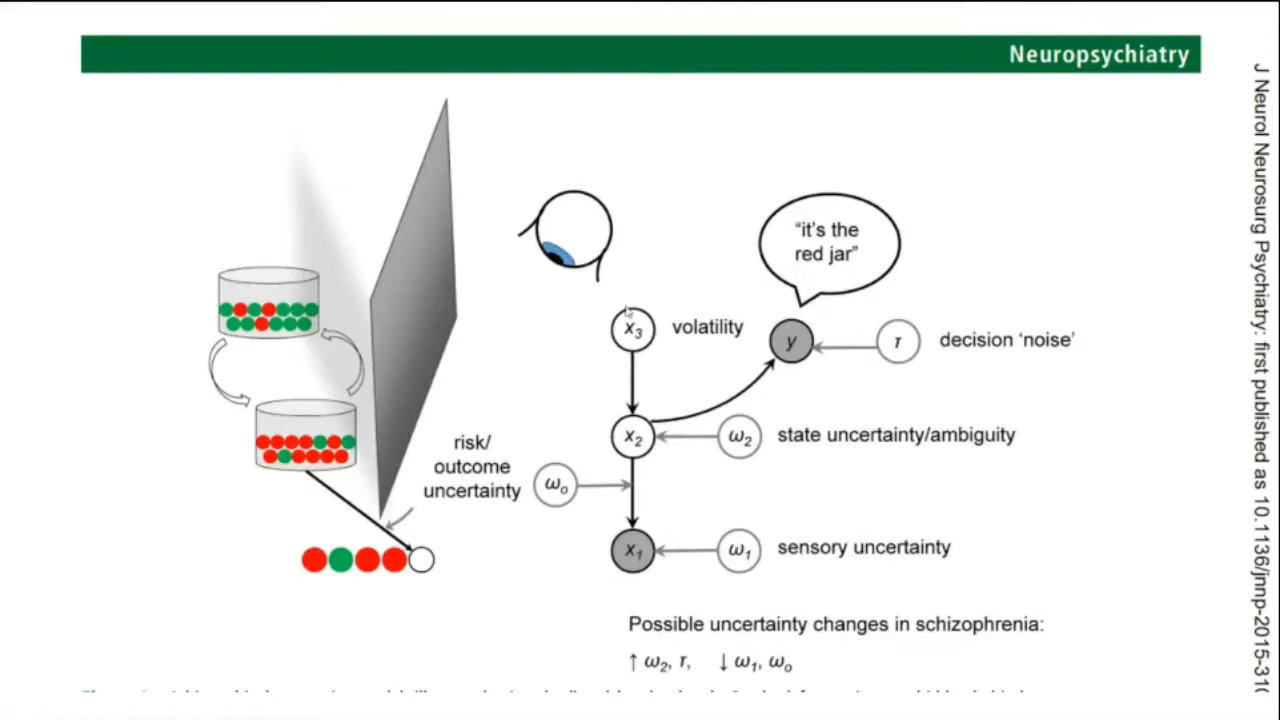 Neuropsychiatry
"it's the
red jar"
x3
volatility
y
τ
decision 'noise'
x2
ω2
state uncertainty/ambiguity
risk/
outcome
uncertainty
ωo
x1
ω1
sensory uncertainty
Possible uncertainty changes in schizophrenia:
↑ ω2, τ, ↓ ω1, ωo
J Neurol Neurosurg Psychiatry: first published as 10.1136/jnnp-2015-31